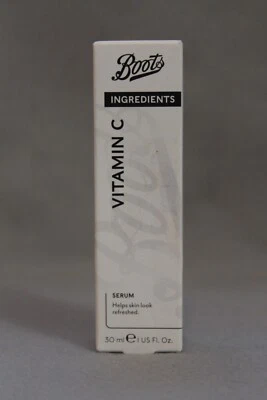 Boots
INGREDIENTS
VITAMIN C
SERUM
Helps skin look
refreshed.
30 ml ℮ 1 US Fl. Oz.